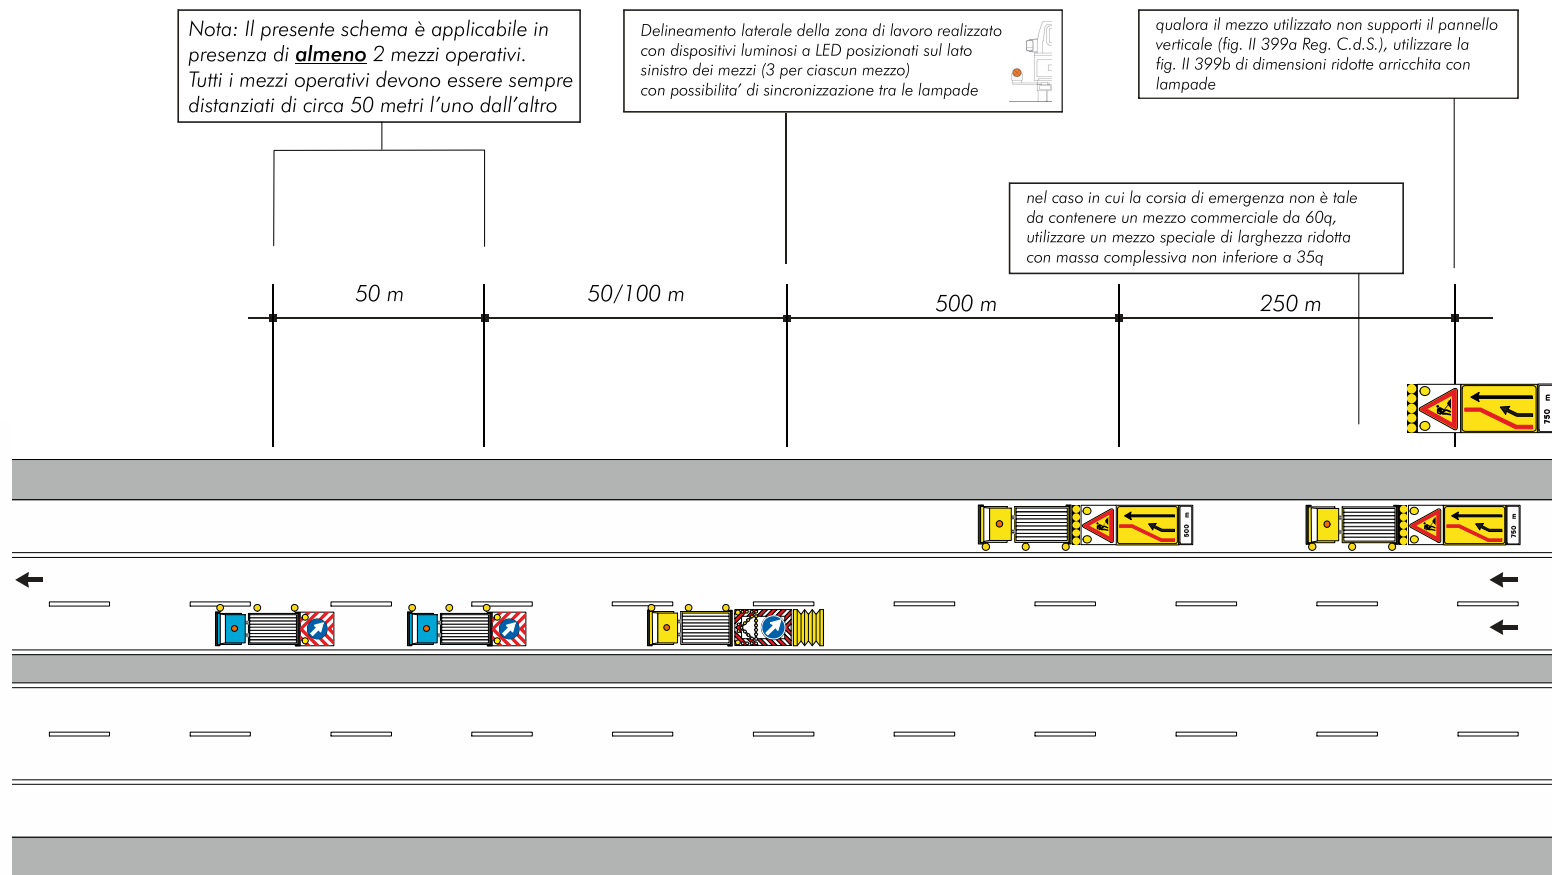 Nota: Il presente schema è applicabile in
presenza di almeno 2 mezzi operativi.
Tutti i mezzi operativi devono essere sempre
distanziati di circa 50 metri l'uno dall'altro
Delineamento laterale della zona di lavoro realizzato
con dispositivi luminosi a LED posizionati sul lato
sinistro dei mezzi (3 per ciascun mezzo)
con possibilita' di sincronizzazione tra le lampade
qualora il mezzo utilizzato non supporti il pannello
verticale (fig. II 399a Reg. C.d.S.), utilizzare la
fig. II 399b di dimensioni ridotte arricchita con
lampade
nel caso in cui la corsia di emergenza non è tale
da contenere un mezzo commerciale da 60q,
utilizzare un mezzo speciale di larghezza ridotta
con massa complessiva non inferiore a 35q
50 m
50/100 m
500 m
250 m
750 m
500 m
750 m